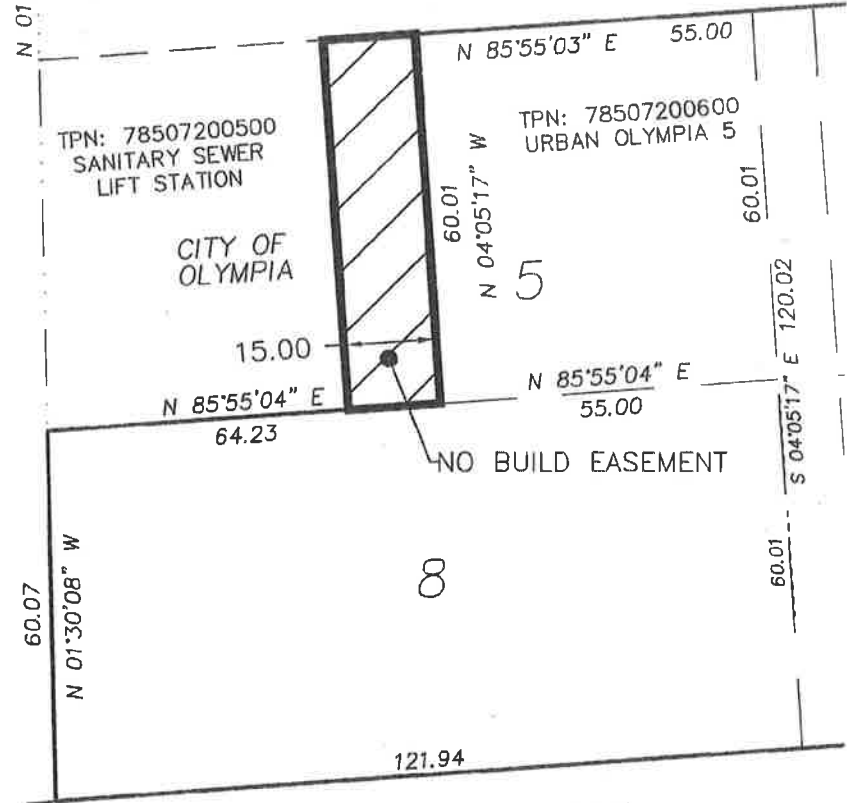 N 01
N 85°55'03" E 55.00
TPN: 78507200500
SANITARY SEWER
LIFT STATION
TPN: 78507200600
URBAN OLYMPIA 5
60.01
N 04°05'17" W
60.01
CITY OF
OLYMPIA
5
S 04°05'17" E 120.02
15.00
N 85°55'04" E
64.23
N 85°55'04" E
55.00
NO BUILD EASEMENT
60.07
N 01°30'08" W
8
60.01
121.94